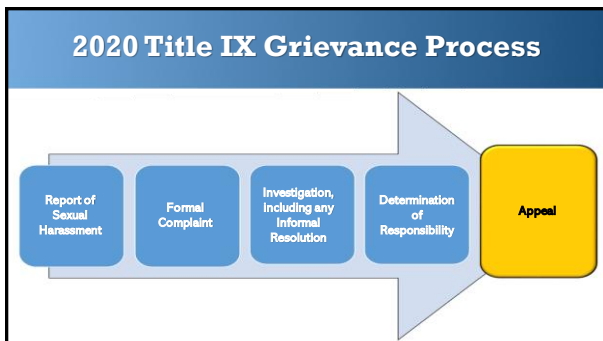 2020 Title IX Grievance Process
Report of
Sexual
Harassment
Formal
Complaint
Investigation,
Including any
Informal
Resolution
Determination
of
Responsibility
Appeal